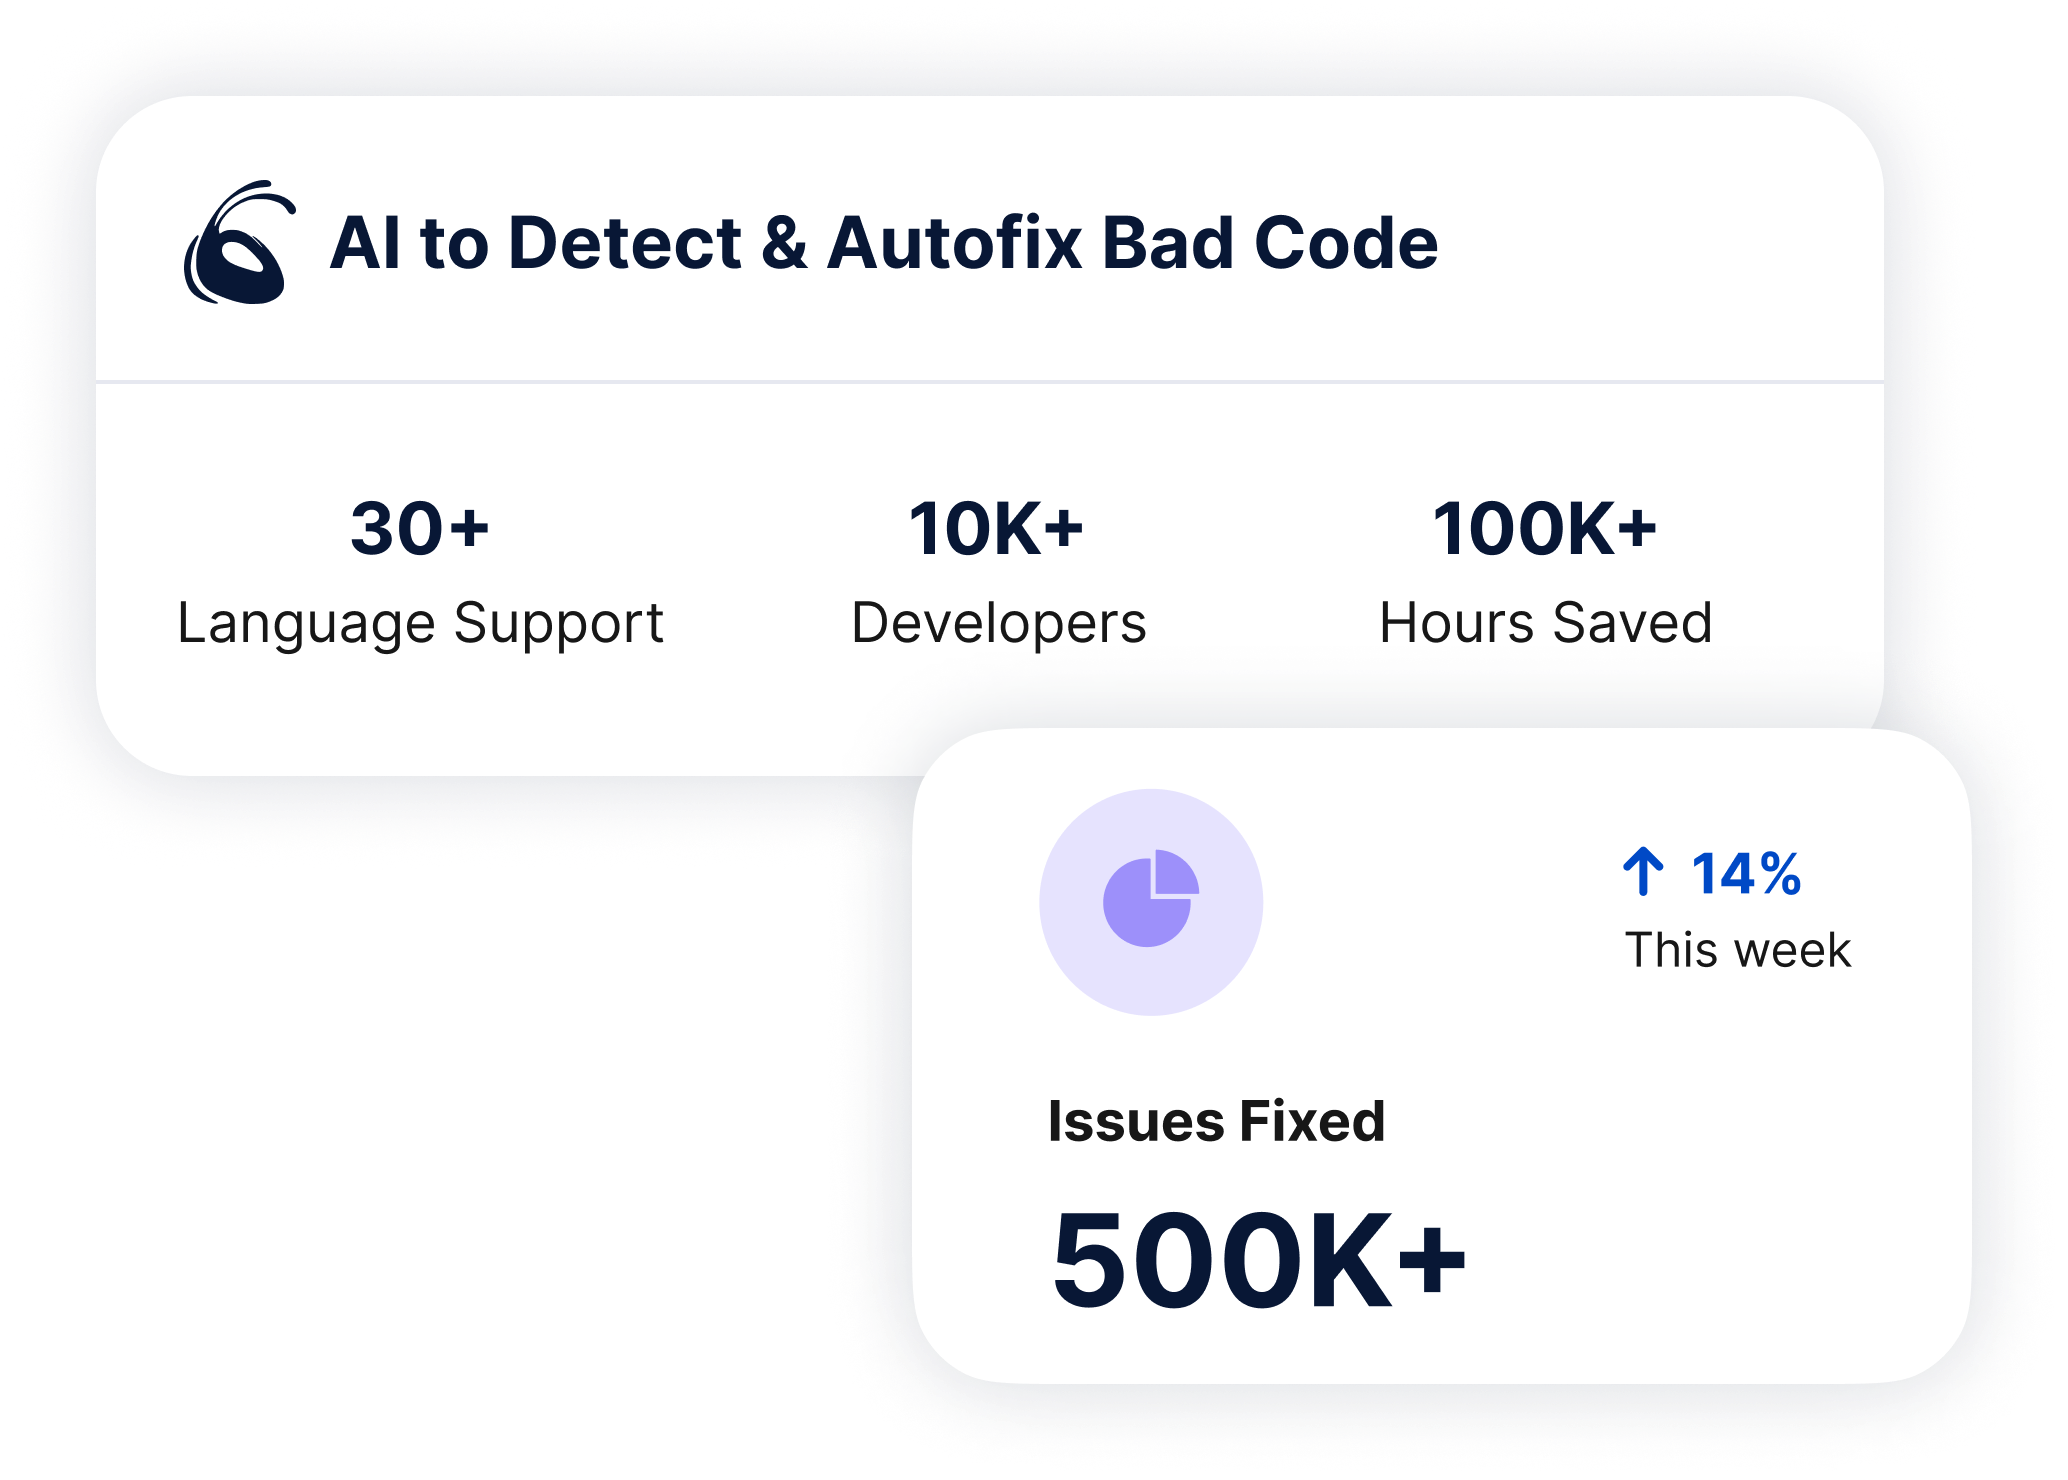 AI to Detect & Autofix Bad Code
30+
Language Support
10K+
Developers
100K+
Hours Saved
↑ 14%
This week
Issues Fixed
500K+